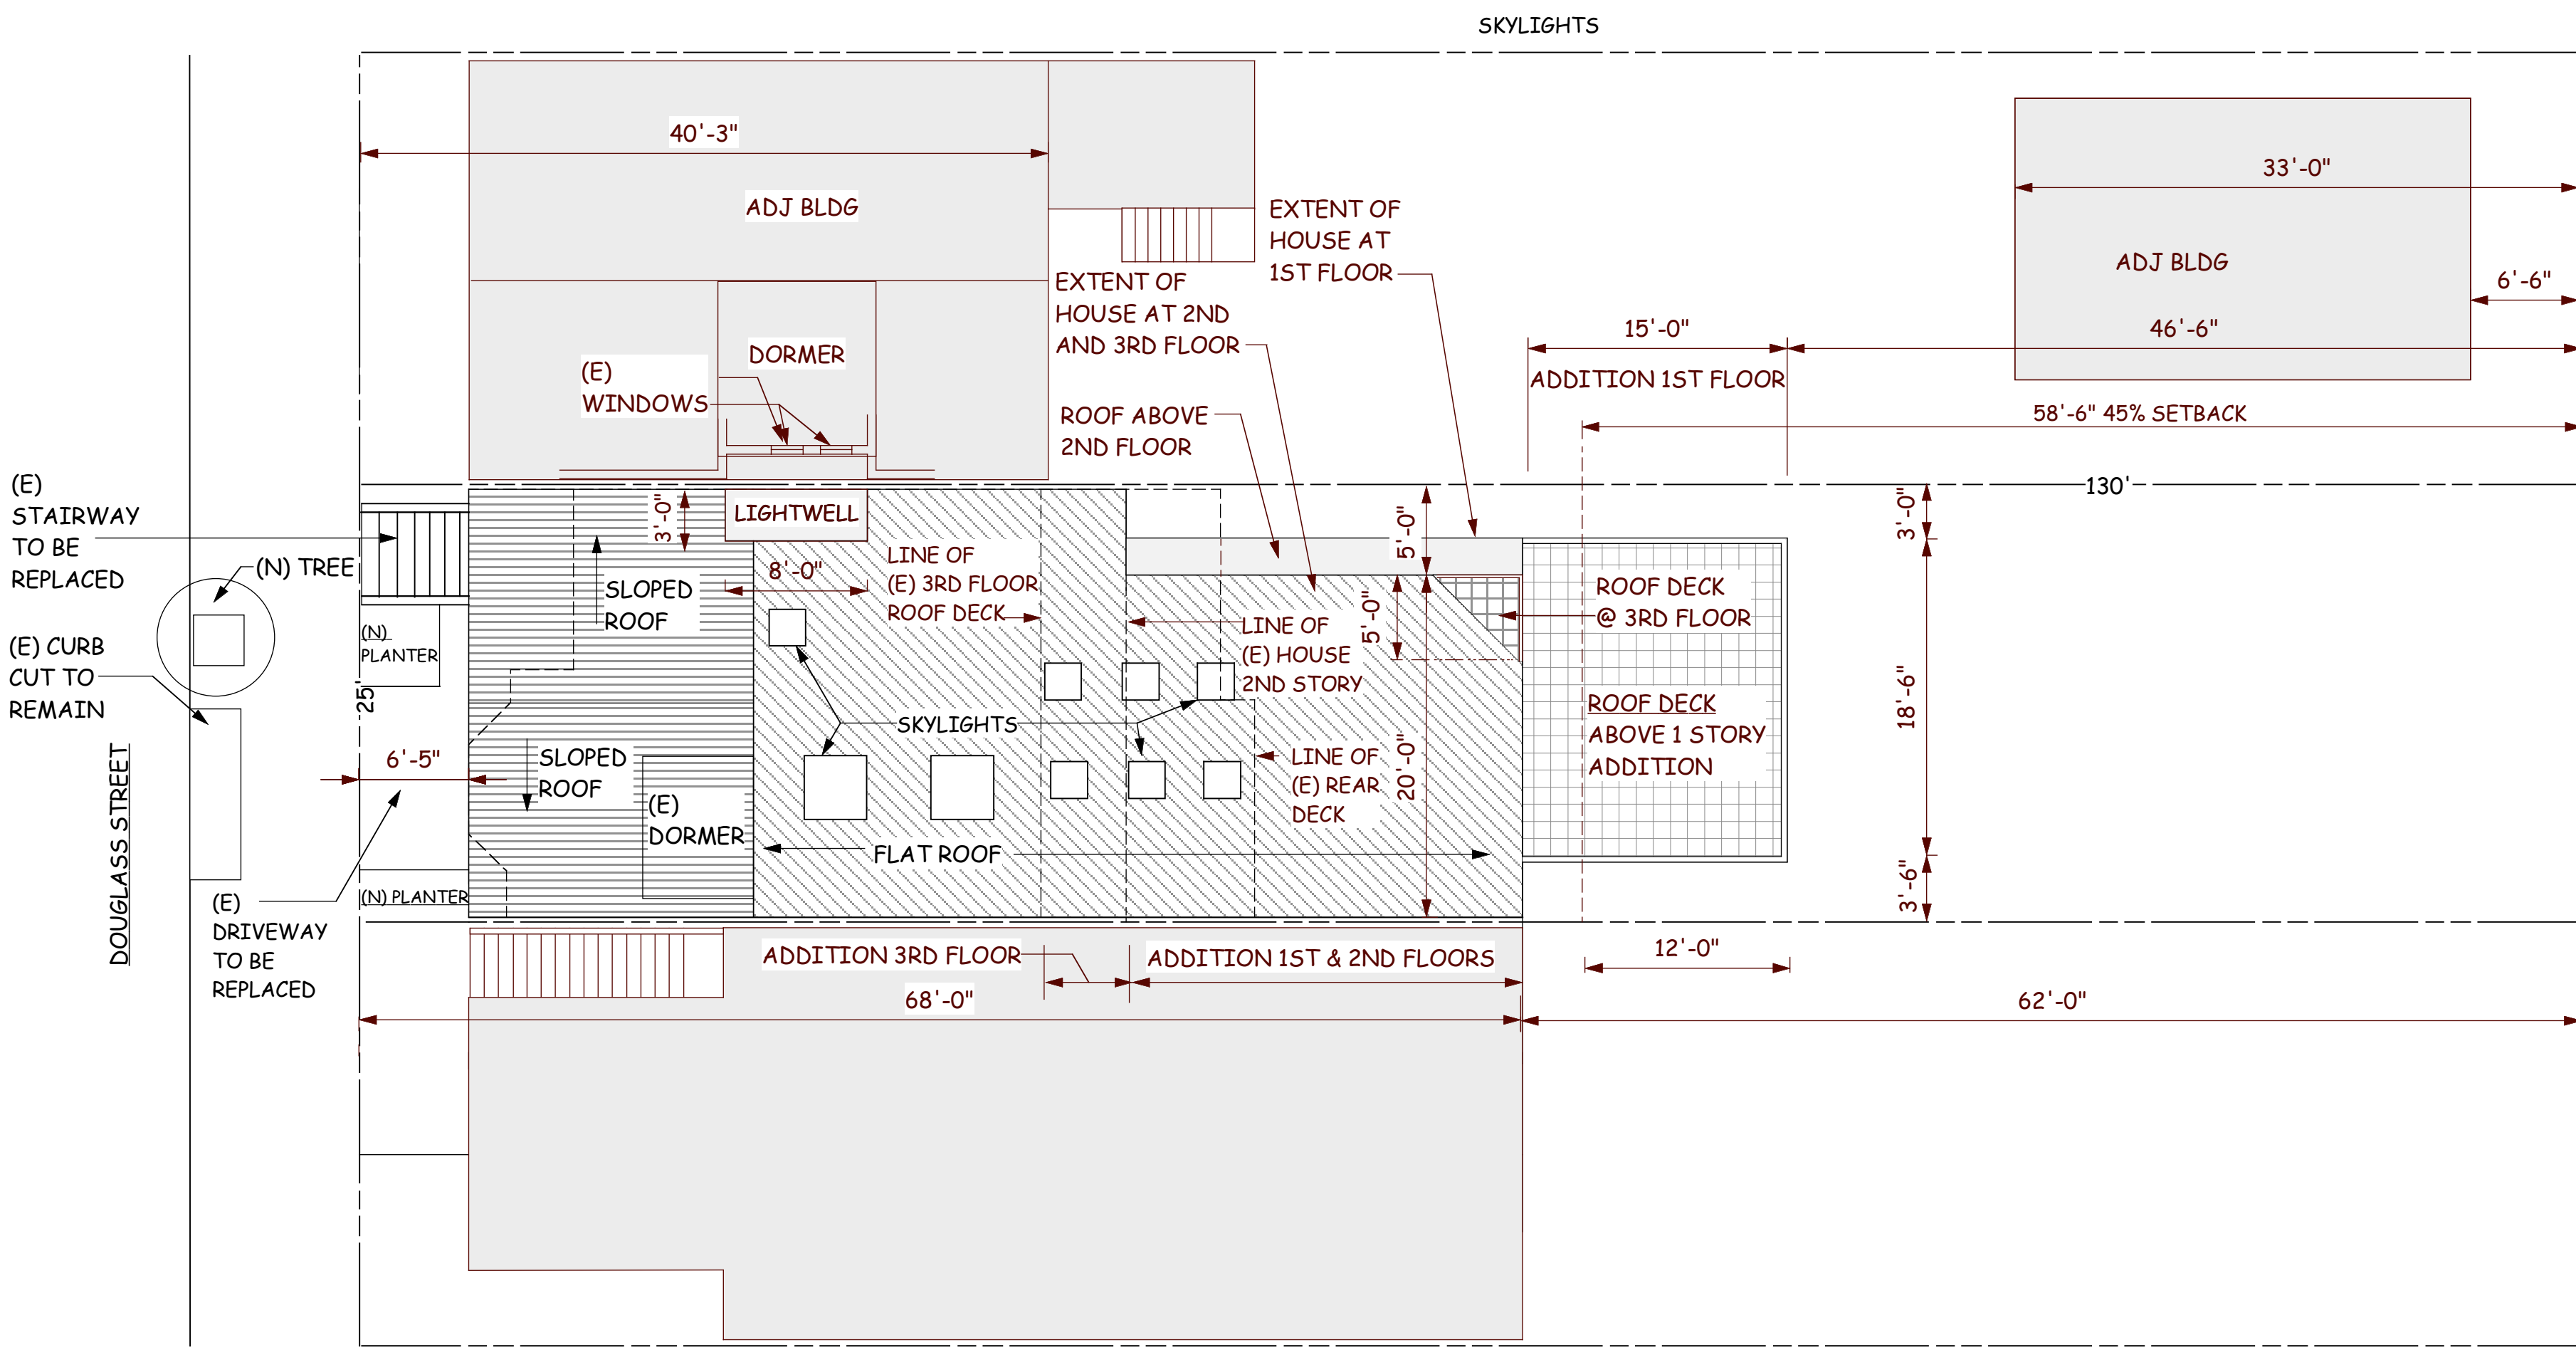 SKYLIGHTS
40'-3"
ADJ BLDG
33'-0"
ADJ BLDG
6'-6"
46'-6"
15'-0"
ADDITION 1ST FLOOR
58'-6" 45% SETBACK
130'
EXTENT OF
HOUSE AT
1ST FLOOR
EXTENT OF
HOUSE AT 2ND
AND 3RD FLOOR
ROOF ABOVE
2ND FLOOR
DORMER
(E)
WINDOWS
(E)
STAIRWAY
TO BE
REPLACED
(N) TREE
(E) CURB
CUT TO
REMAIN
(N)
PLANTER
25'
6'-5"
DOUGLASS STREET
(E)
DRIVEWAY
TO BE
REPLACED
(N) PLANTER
3'-0"
LIGHTWELL
8'-0"
SLOPED
ROOF
SLOPED
ROOF
(E)
DORMER
LINE OF
(E) 3RD FLOOR
ROOF DECK
SKYLIGHTS
FLAT ROOF
LINE OF
(E) HOUSE
2ND STORY
LINE OF
(E) REAR
DECK
5'-0"
5'-0"
20'-0"
ROOF DECK
@ 3RD FLOOR
ROOF DECK
ABOVE 1 STORY
ADDITION
3'-0"
18'-6"
3'-6"
ADDITION 3RD FLOOR
ADDITION 1ST & 2ND FLOORS
12'-0"
68'-0"
62'-0"